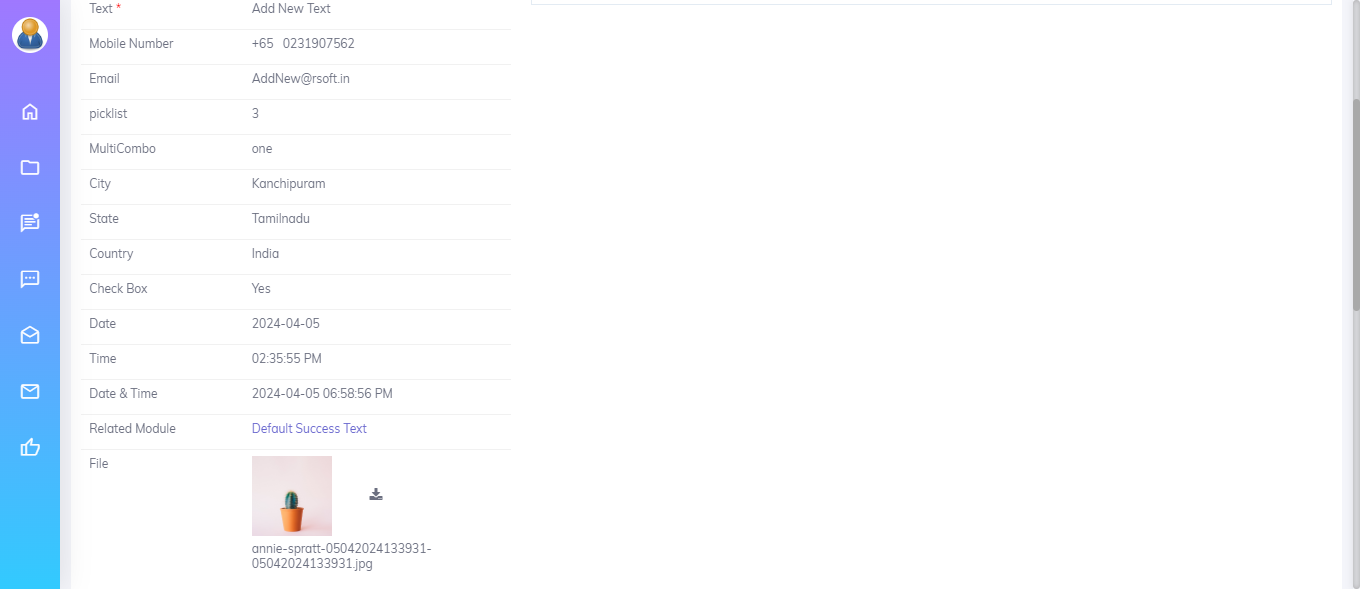 Text * Add New Text
Mobile Number +65 0231907562
Email AddNew@rsoft.in
picklist 3
MultiCombo one
City Kanchipuram
State Tamilnadu
Country India
Check Box Yes
Date 2024-04-05
Time 02:35:55 PM
Date & Time 2024-04-05 06:58:56 PM
Related Module Default Success Text
File
annie-spratt-05042024133931-
05042024133931.jpg